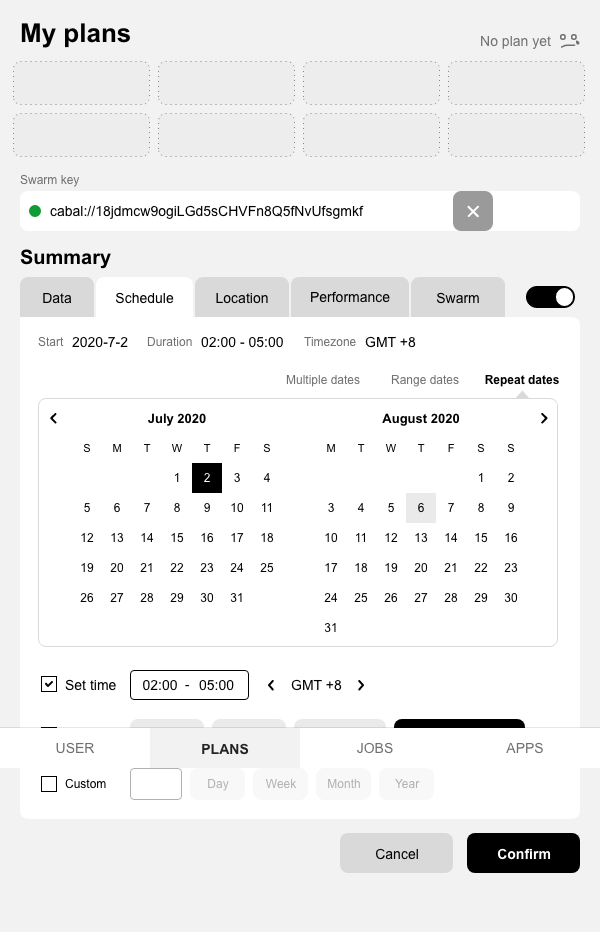 My plans
No plan yet
Swarm key
cabal://18jdmcw9ogiLGd5sCHVFn8Q5fNvUfsgmkf
Summary
Data Schedule Location Performance Swarm
Start 2020-7-2 Duration 02:00 - 05:00 Timezone GMT +8
Multiple dates Range dates Repeat dates
July 2020 August 2020
S M T W T F S M T W T F S S
1 2 3 4 1 2
5 6 7 8 9 10 11 3 4 5 6 7 8 9
12 13 14 15 16 17 18 10 11 12 13 14 15 16
19 20 21 22 23 24 25 17 18 19 20 21 22 23
26 27 28 29 30 31 24 25 26 27 28 29 30
31
Set time 02:00 - 05:00 GMT +8
USER PLANS JOBS APPS
Custom Day Week Month Year
Cancel Confirm